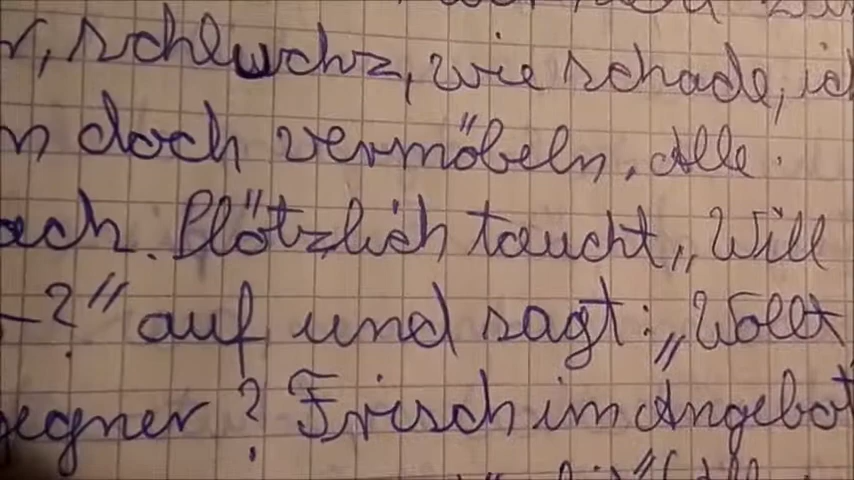 r, schluchz, wie schade, ich
n doch vermöbeln. Alle
ach. Plötzlich taucht „Will
-?" auf und sagt: „Wollt
gegner? Frisch im Angebot